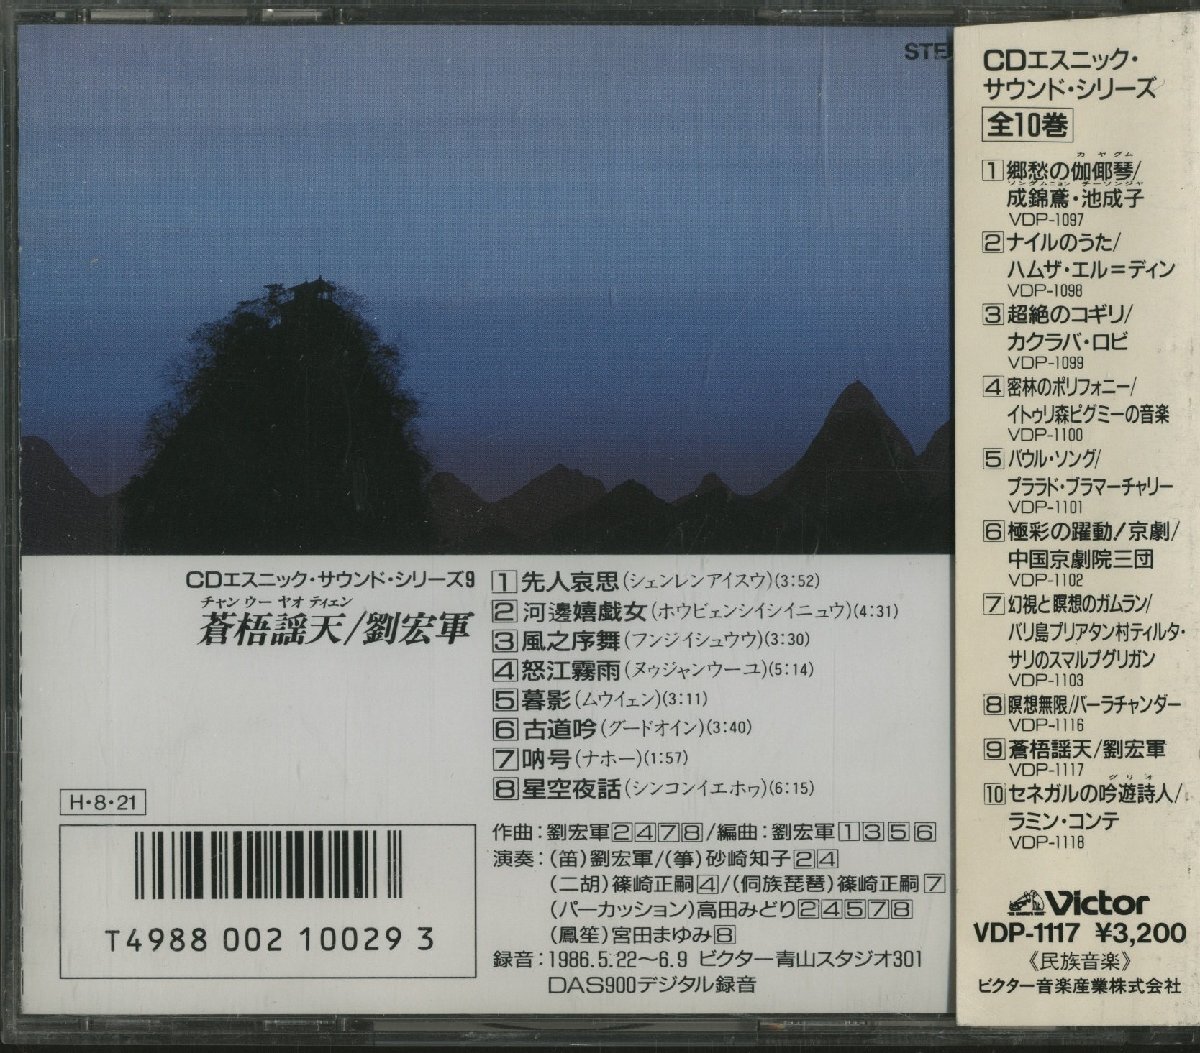 STE
CDエスニック・サウンド・シリーズ9
チャン ウー ヤオ ティェン
蒼梧謡天/劉宏軍
1 先人哀思(シェンレンアイスウ)(3:52)
2 河邊嬉戯女(ホウビェンシイシイニュウ)(4:31)
3 風之序舞(フンジイシュウウ)(3:30)
4 怒江霧雨(ヌゥジャンウーユ)(5:14)
5 暮影(ムウイェン)(3:11)
6 古道吟(グードオイン)(3:40)
7 呐号(ナホー)(1:57)
8 星空夜話(シンコンイエホヮ)(6:15)
H・8・21
T4988 002 10029 3
作曲:劉宏軍2478/編曲:劉宏軍1356
演奏:(笛)劉宏軍/(箏)砂崎知子24
(二胡)篠崎正嗣4/(侗族琵琶)篠崎正嗣7
(パーカッション)高田みどり24578
(鳳笙)宮田まゆみ8
録音:1986.5.22〜6.9 ビクター青山スタジオ301
DAS900デジタル録音
CDエスニック・
サウンド・シリーズ
全10巻
カヤグム
1 郷愁の伽倻琴/
ソングムニョン チーソンジャ
成錦鳶・池成子
VDP-1097
2 ナイルのうた/
ハムザ・エル=ディン
VDP-1098
3 超絶のコギリ/
カクラバ・ロビ
VDP-1099
4 密林のポリフォニー/
イトゥリ森ピグミーの音楽
VDP-1100
5 バウル・ソング/
プララド・ブラマーチャリー
VDP-1101
6 極彩の躍動!京劇/
中国京劇院三団
VDP-1102
7 幻視と瞑想のガムラン/
バリ島プリアタン村ティルタ・
サリのスマルプグリガン
VDP-1103
8 瞑想無限/バーラチャンダー
VDP-1116
9 蒼梧謡天/劉宏軍
VDP-1117
グリオ
10 セネガルの吟遊詩人/
ラミン・コンテ
VDP-1118
Victor
VDP-1117 ¥3,200
《民族音楽》
ビクター音楽産業株式会社